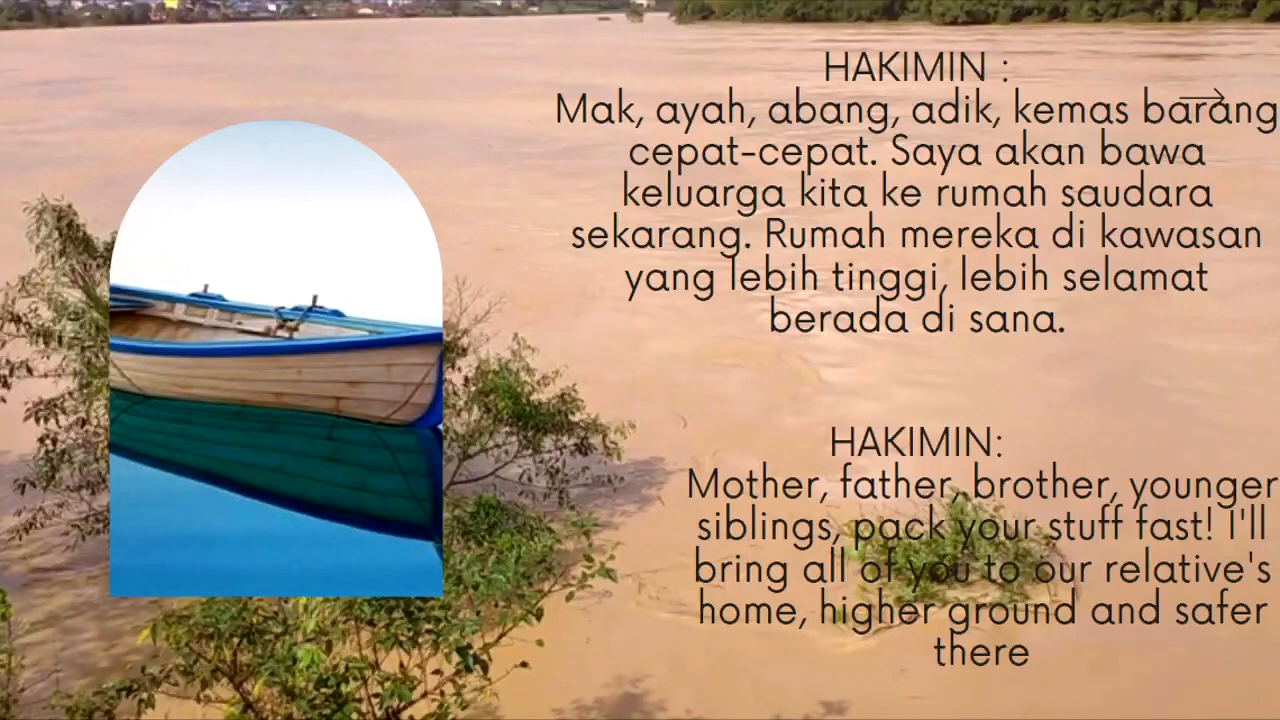 HAKIMIN :
Mak, ayah, abang, adik, kemas barang
cepat-cepat. Saya akan bawa
keluarga kita ke rumah saudara
sekarang. Rumah mereka di kawasan
yang lebih tinggi, lebih selamat
berada di sana.
HAKIMIN:
Mother, father, brother, younger
siblings, pack your stuff fast! I'll
bring all of you to our relative's
home, higher ground and safer
there